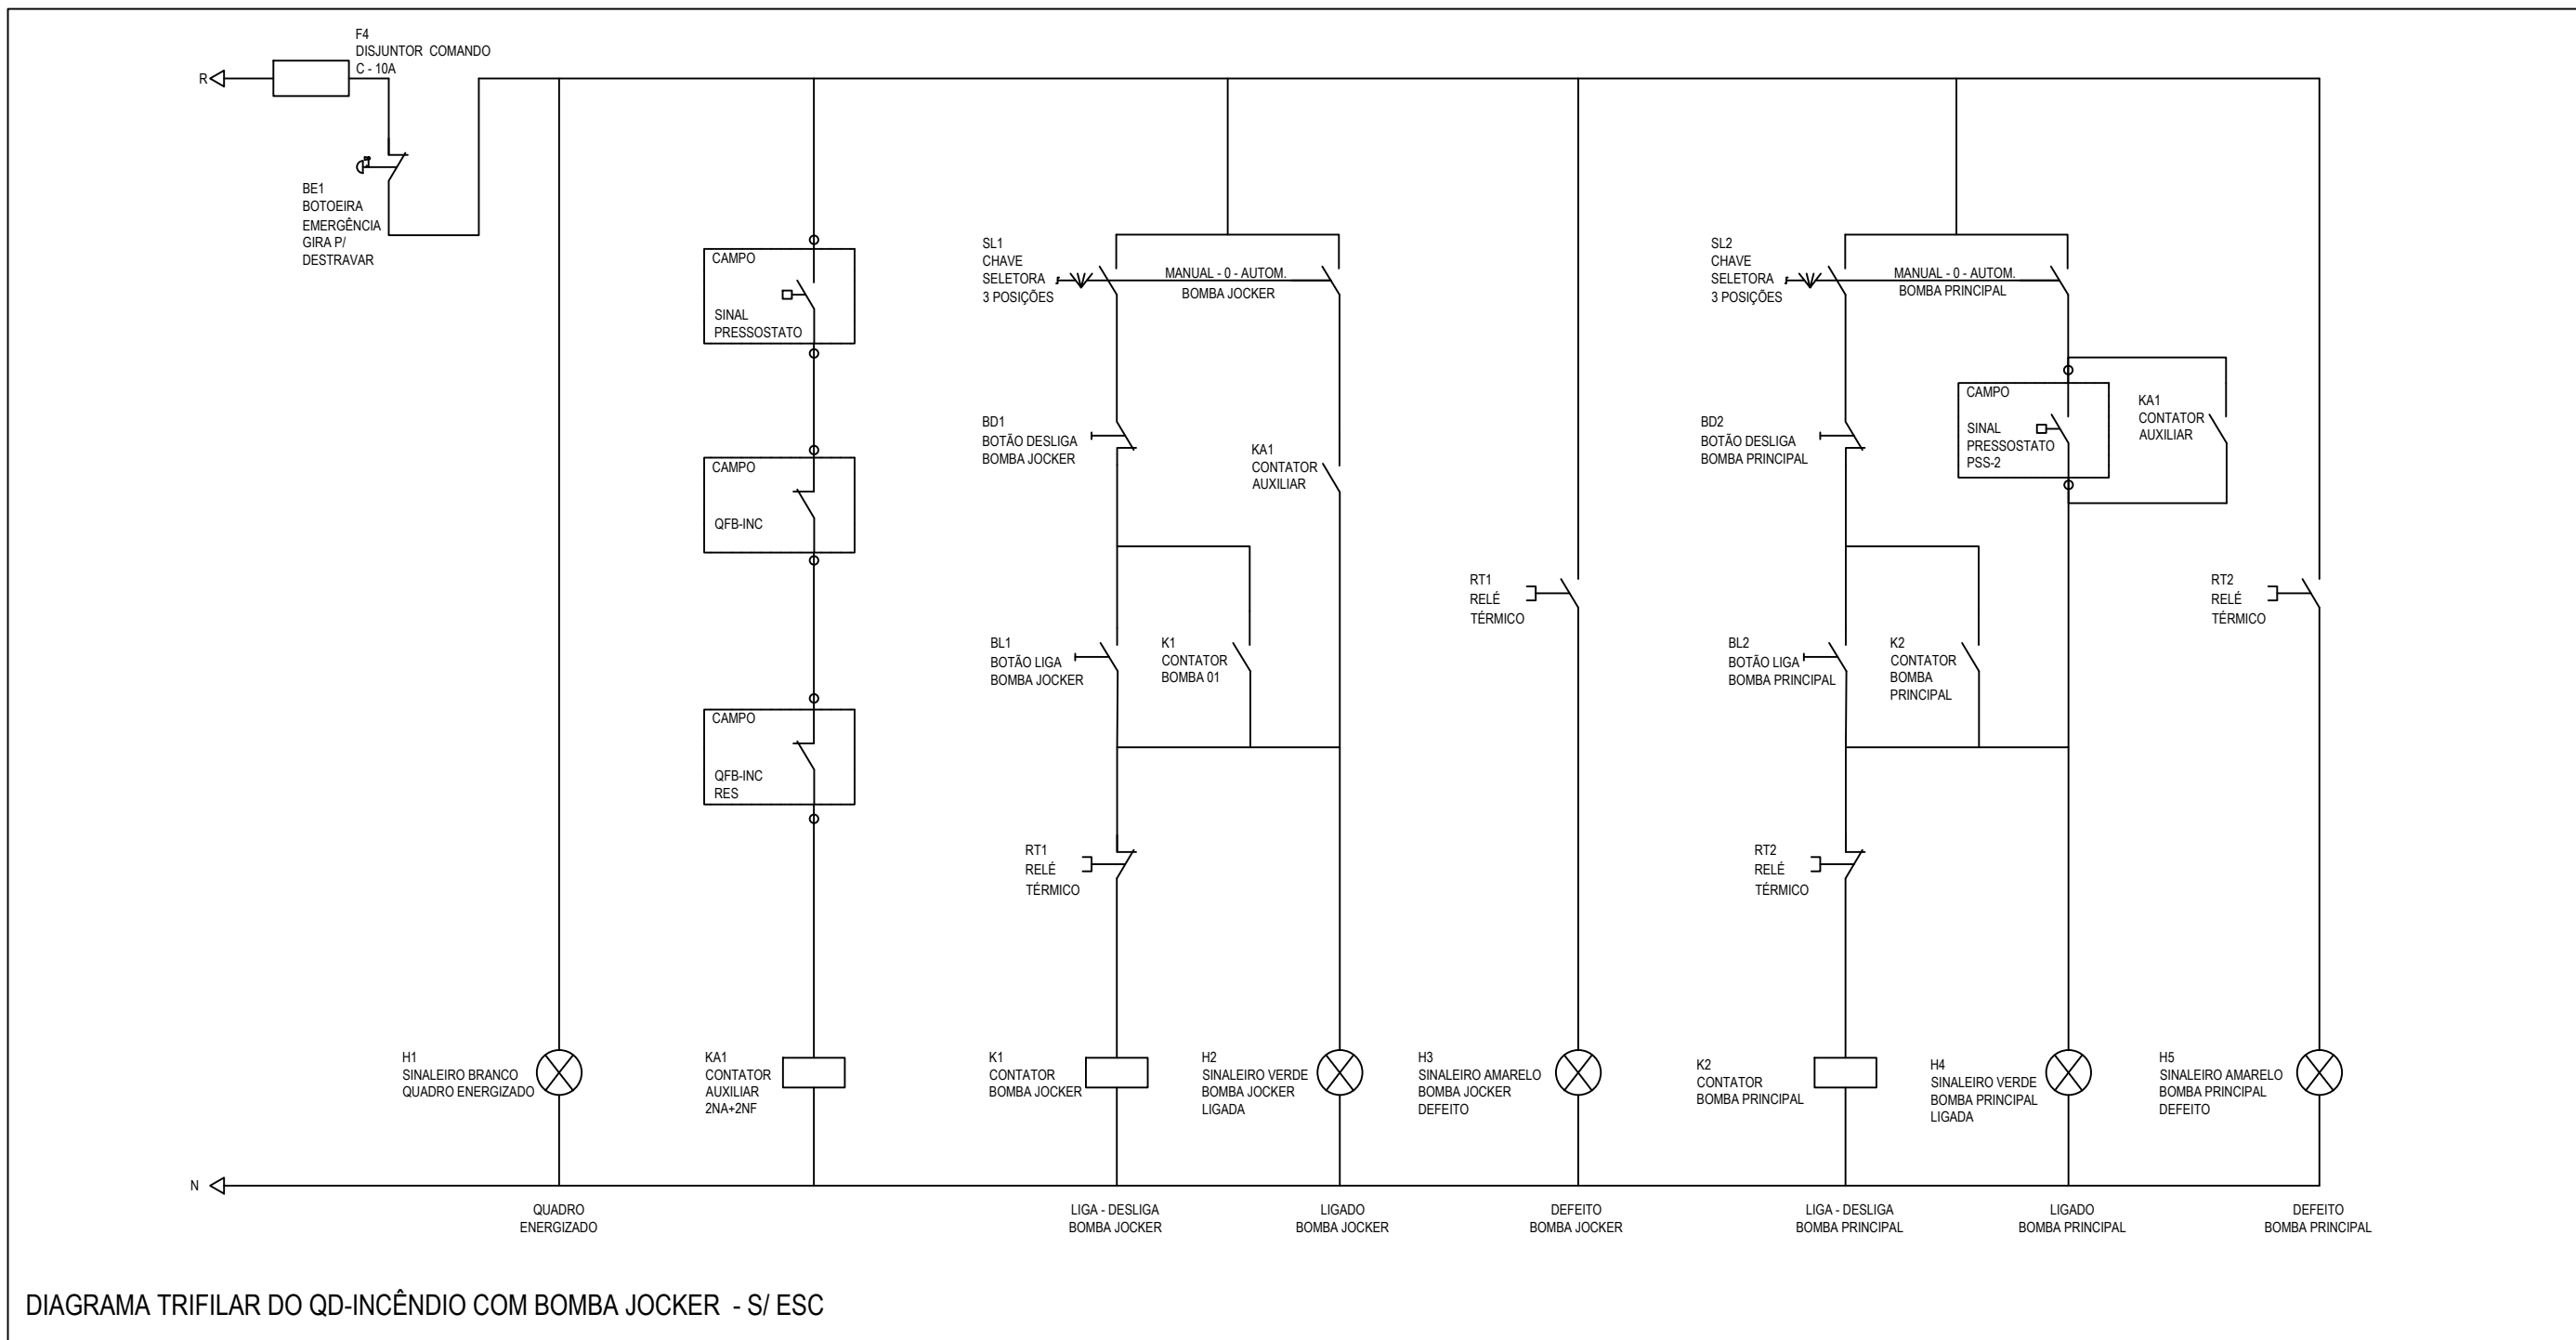 F4
DISJUNTOR COMANDO
C - 10A
R
BE1
BOTOEIRA
EMERGÊNCIA
GIRA P/
DESTRAVAR
CAMPO
SINAL
PRESSOSTATO
CAMPO
QFB-INC
CAMPO
QFB-INC
RES
SL1
CHAVE
SELETORA
3 POSIÇÕES
MANUAL - 0 - AUTOM.
BOMBA JOCKER
BD1
BOTÃO DESLIGA
BOMBA JOCKER
KA1
CONTATOR
AUXILIAR
BL1
BOTÃO LIGA
BOMBA JOCKER
K1
CONTATOR
BOMBA 01
RT1
RELÉ
TÉRMICO
RT1
RELÉ
TÉRMICO
SL2
CHAVE
SELETORA
3 POSIÇÕES
MANUAL - 0 - AUTOM.
BOMBA PRINCIPAL
BD2
BOTÃO DESLIGA
BOMBA PRINCIPAL
CAMPO
SINAL
PRESSOSTATO
PSS-2
KA1
CONTATOR
AUXILIAR
BL2
BOTÃO LIGA
BOMBA PRINCIPAL
K2
CONTATOR
BOMBA
PRINCIPAL
RT2
RELÉ
TÉRMICO
RT2
RELÉ
TÉRMICO
H1
SINALEIRO BRANCO
QUADRO ENERGIZADO
KA1
CONTATOR
AUXILIAR
2NA+2NF
K1
CONTATOR
BOMBA JOCKER
H2
SINALEIRO VERDE
BOMBA JOCKER
LIGADA
H3
SINALEIRO AMARELO
BOMBA JOCKER
DEFEITO
K2
CONTATOR
BOMBA PRINCIPAL
H4
SINALEIRO VERDE
BOMBA PRINCIPAL
LIGADA
H5
SINALEIRO AMARELO
BOMBA PRINCIPAL
DEFEITO
N
QUADRO
ENERGIZADO
LIGA - DESLIGA
BOMBA JOCKER
LIGADO
BOMBA JOCKER
DEFEITO
BOMBA JOCKER
LIGA - DESLIGA
BOMBA PRINCIPAL
LIGADO
BOMBA PRINCIPAL
DEFEITO
BOMBA PRINCIPAL
DIAGRAMA TRIFILAR DO QD-INCÊNDIO COM BOMBA JOCKER - S/ ESC